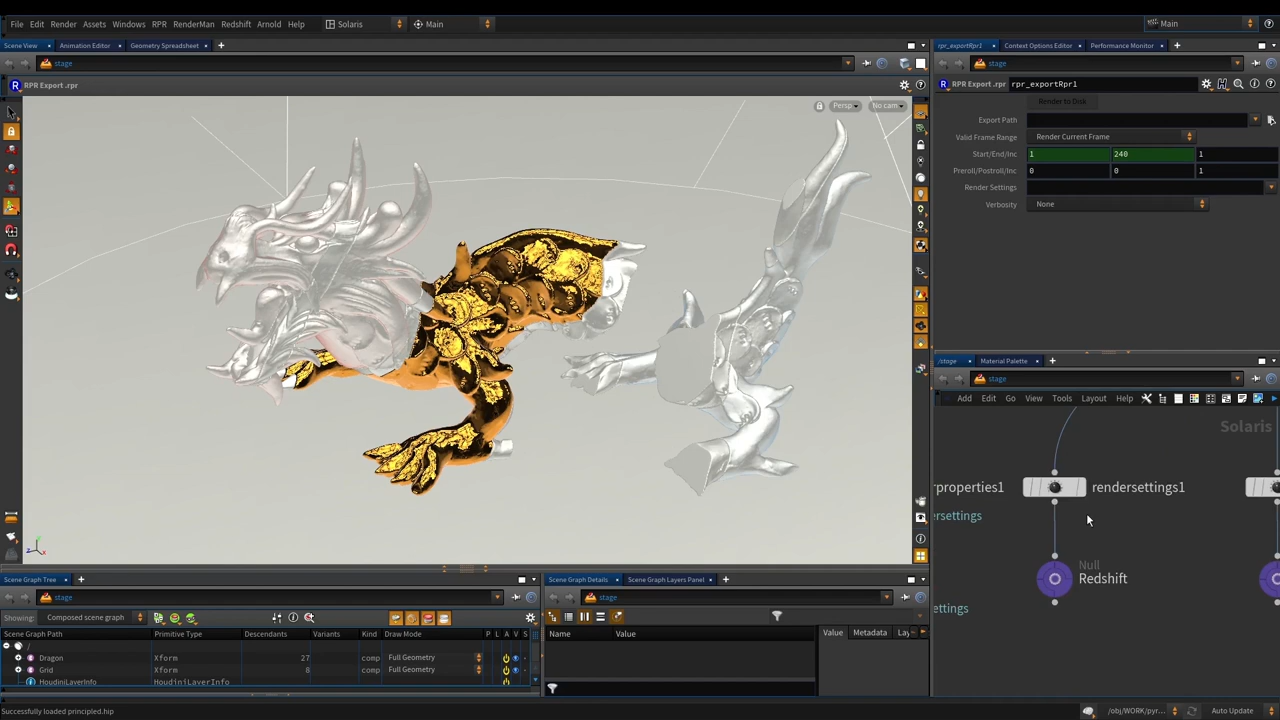 File Edit Render Assets Windows RPR RenderMan Redshift Arnold Help Solaris Main Main
Scene View Animation Editor Geometry Spreadsheet
stage
RPR Export .rpr
Persp No cam
rpr_exportRpr1 Context Options Editor Performance Monitor
stage
RPR Export .rpr rpr_exportRpr1
Render to Disk
Export Path
Valid Frame Range Render Current Frame
Start/End/Inc 1 240 1
Preroll/Postroll/Inc 0 0 1
Render Settings
Verbosity None
/stage Material Palette
stage
Add Edit Go View Tools Layout Help
Solaris
rproperties1 rendersettings1
ersettings
Null
Redshift
ettings
Scene Graph Tree
stage
Showing: Composed scene graph
Scene Graph Path Primitive Type Descendants Variants Kind Draw Mode P L A V S
/
Dragon Xform 27 comp Full Geometry
Grid Xform 8 comp Full Geometry
HoudiniLayerInfo HoudiniLayerInfo
Scene Graph Details Scene Graph Layers Panel
stage
Name Value
Value Metadata Lay
Successfully loaded principled.hip
/obj/WORK/pyr... Auto Update